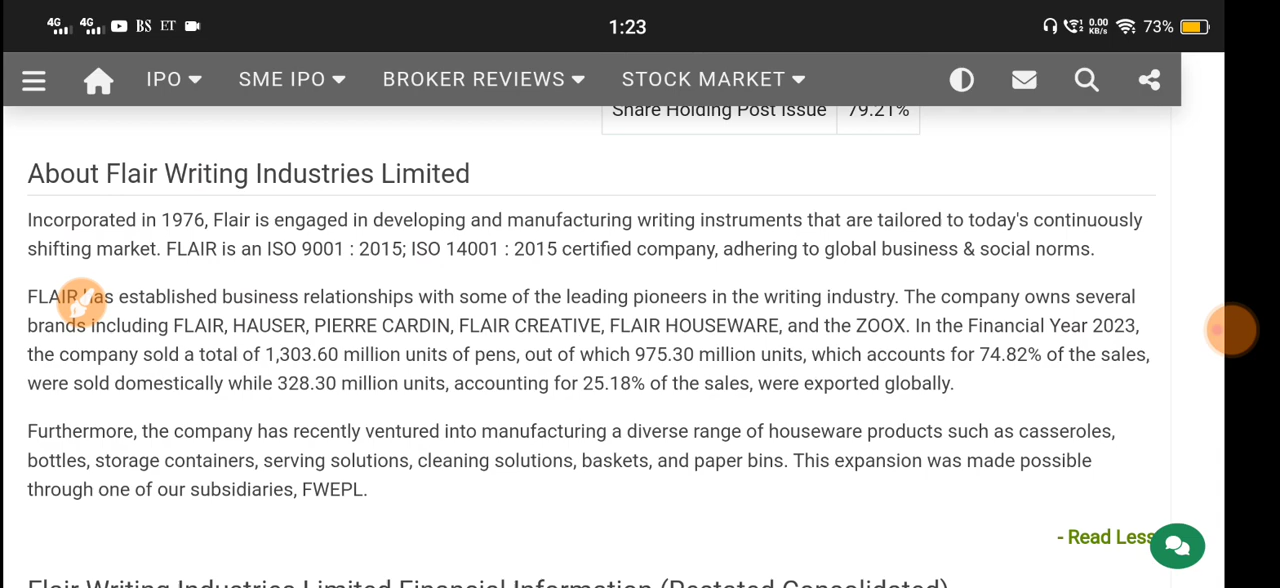 4G 4G BS ET 1:23 0.00 KB/s 73%
IPO SME IPO BROKER REVIEWS STOCK MARKET
Share Holding Post Issue 79.21%
About Flair Writing Industries Limited
Incorporated in 1976, Flair is engaged in developing and manufacturing writing instruments that are tailored to today's continuously
shifting market. FLAIR is an ISO 9001 : 2015; ISO 14001 : 2015 certified company, adhering to global business & social norms.
FLAIR has established business relationships with some of the leading pioneers in the writing industry. The company owns several
brands including FLAIR, HAUSER, PIERRE CARDIN, FLAIR CREATIVE, FLAIR HOUSEWARE, and the ZOOX. In the Financial Year 2023,
the company sold a total of 1,303.60 million units of pens, out of which 975.30 million units, which accounts for 74.82% of the sales,
were sold domestically while 328.30 million units, accounting for 25.18% of the sales, were exported globally.
Furthermore, the company has recently ventured into manufacturing a diverse range of houseware products such as casseroles,
bottles, storage containers, serving solutions, cleaning solutions, baskets, and paper bins. This expansion was made possible
through one of our subsidiaries, FWEPL.
- Read Less
Flair Writing Industries Limited Financial Information (Restated Consolidated)